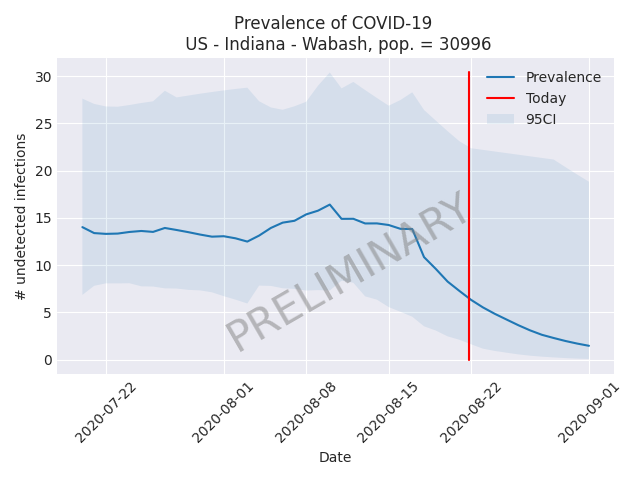 Prevalence of COVID-19
US - Indiana - Wabash, pop. = 30996
Prevalence
Today
95CI
# undetected infections
30
25
20
15
10
5
0
PRELIMINARY
2020-07-22
2020-08-01
2020-08-08
2020-08-15
2020-08-22
2020-09-01
Date